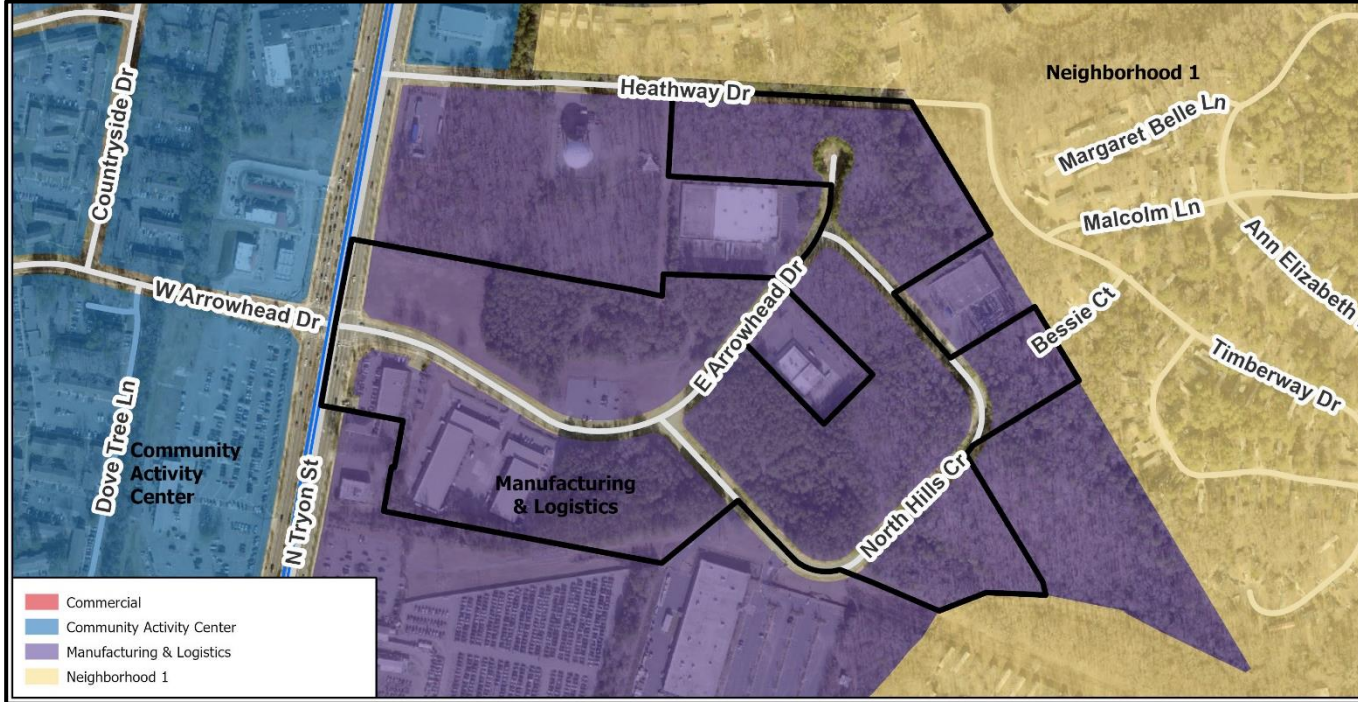 Heathway Dr
Neighborhood 1
Margaret Belle Ln
Countryside Dr
Malcolm Ln
Ann Elizabeth
W Arrowhead Dr
E Arrowhead Dr
Bessie Ct
Timberway Dr
Dove Tree Ln
Community
Activity
Center
N Tryon St
Manufacturing
& Logistics
North Hills Cr
Commercial
Community Activity Center
Manufacturing & Logistics
Neighborhood 1